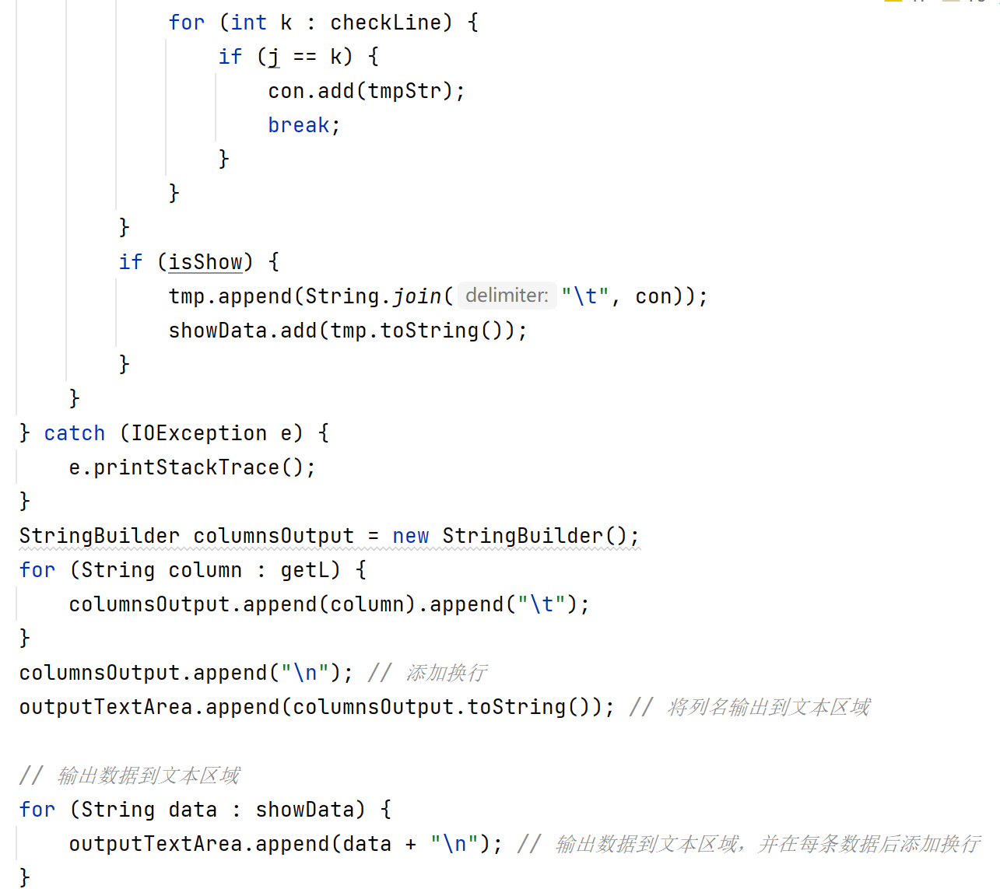 for (int k : checkLine) {
if (j == k) {
con.add(tmpStr);
break;
}
}
}
if (isShow) {
tmp.append(String.join( delimiter: "\t", con));
showData.add(tmp.toString());
}
}
} catch (IOException e) {
e.printStackTrace();
}
StringBuilder columnsOutput = new StringBuilder();
for (String column : getL) {
columnsOutput.append(column).append("\t");
}
columnsOutput.append("\n"); // 添加换行
outputTextArea.append(columnsOutput.toString()); // 将列名输出到文本区域
// 输出数据到文本区域
for (String data : showData) {
outputTextArea.append(data + "\n"); // 输出数据到文本区域，并在每条数据后添加换行
}